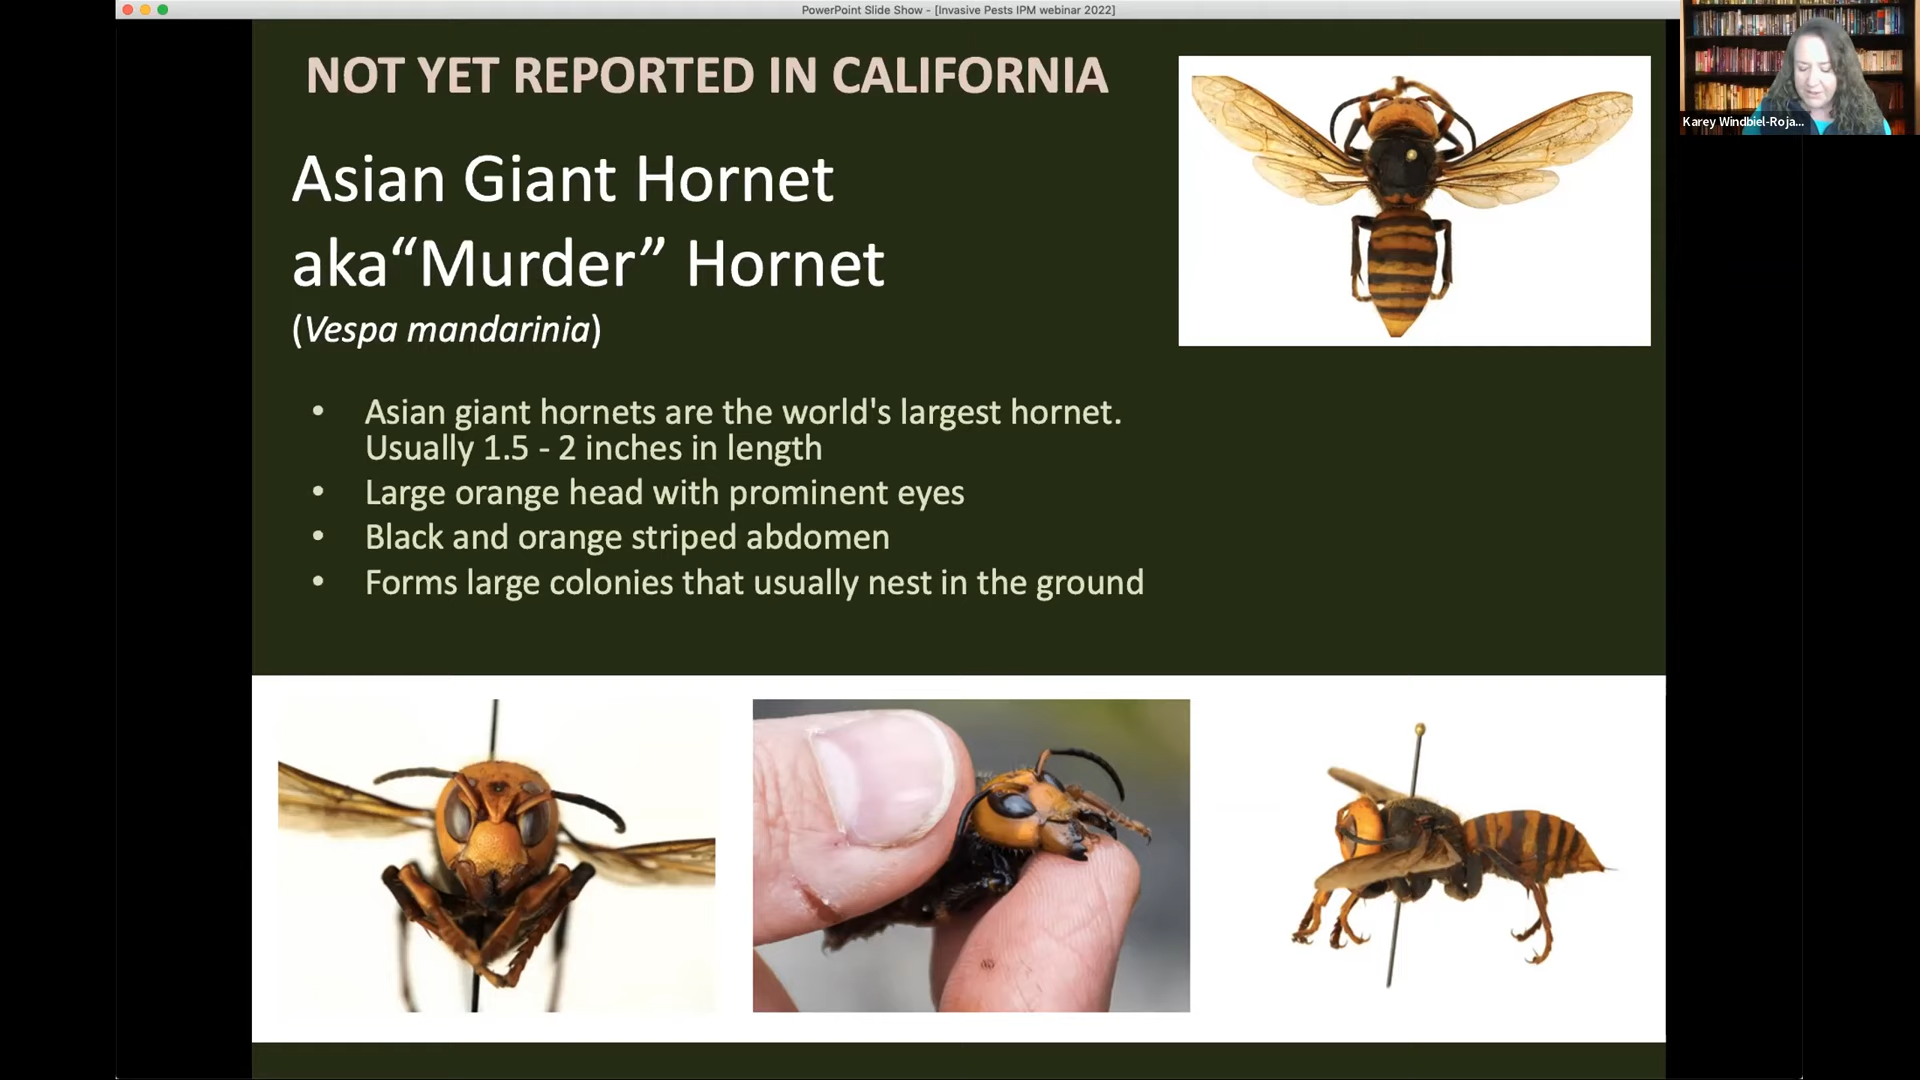 PowerPoint Slide Show - [Invasive Pests IPM webinar 2022]
NOT YET REPORTED IN CALIFORNIA
Asian Giant Hornet
aka“Murder” Hornet
(Vespa mandarinia)
• Asian giant hornets are the world's largest hornet.
Usually 1.5 - 2 inches in length
• Large orange head with prominent eyes
• Black and orange striped abdomen
• Forms large colonies that usually nest in the ground
Karey Windbiel-Roja...